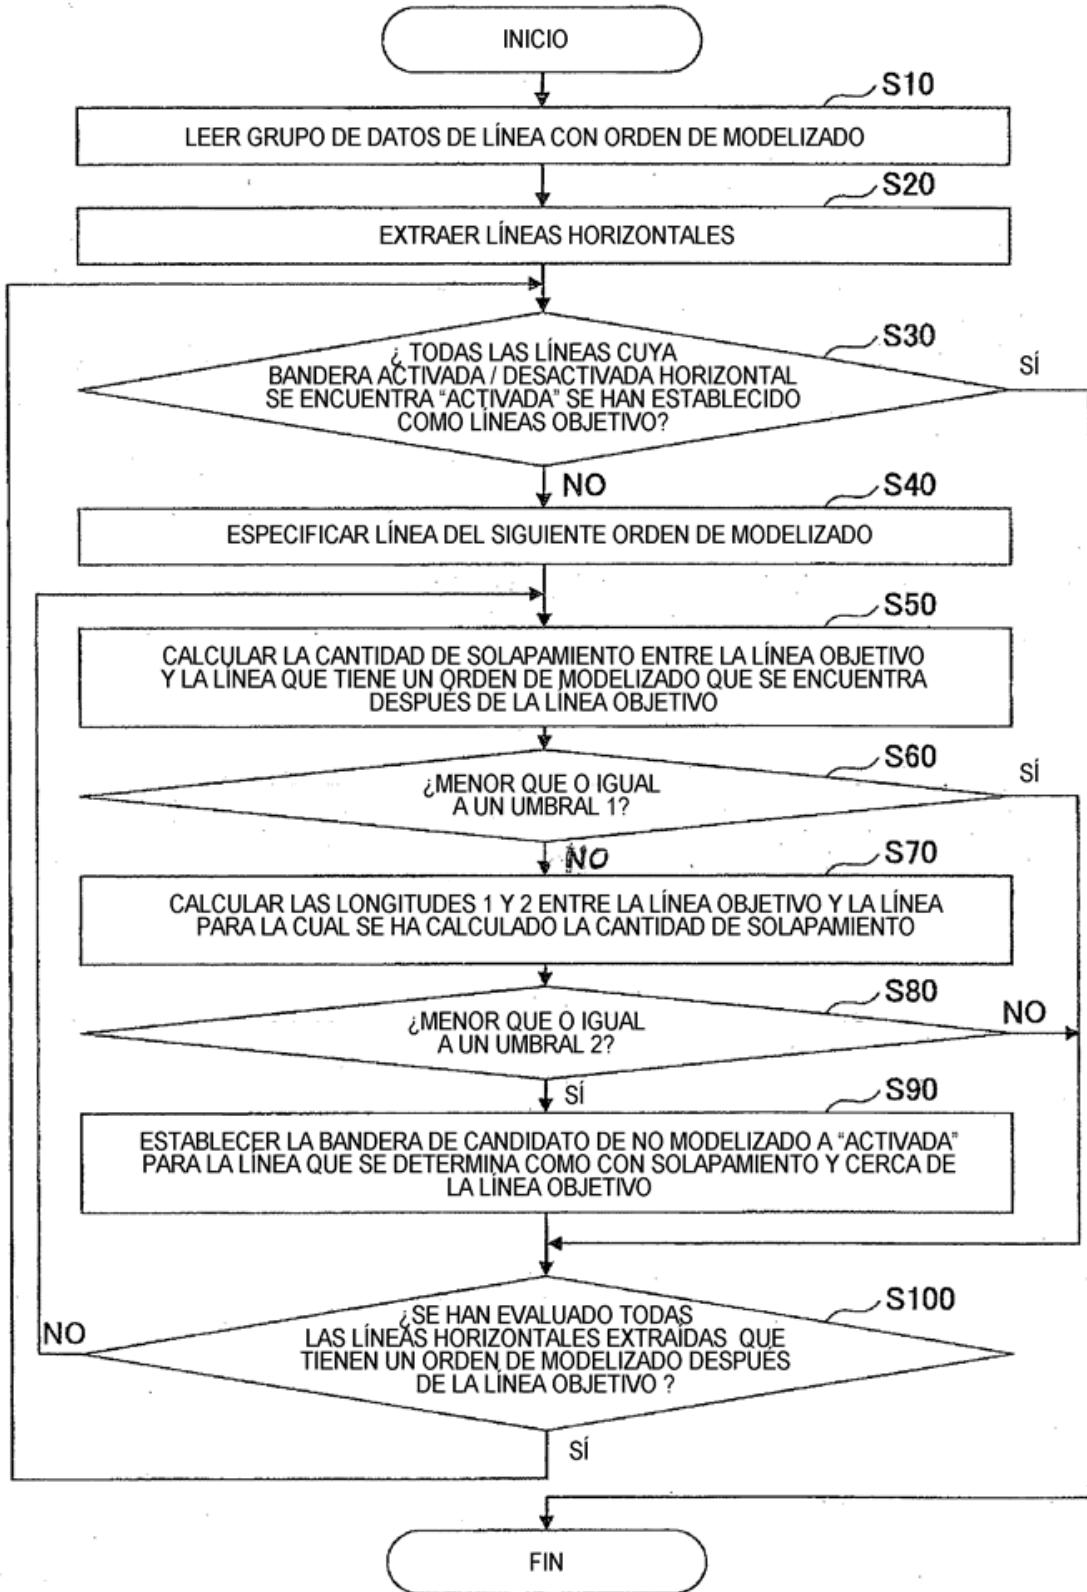 INICIO
S10
LEER GRUPO DE DATOS DE LÍNEA CON ORDEN DE MODELIZADO
S20
EXTRAER LÍNEAS HORIZONTALES
S30
¿ TODAS LAS LÍNEAS CUYA
BANDERA ACTIVADA / DESACTIVADA HORIZONTAL
SE ENCUENTRA “ACTIVADA” SE HAN ESTABLECIDO
COMO LÍNEAS OBJETIVO?
SÍ
NO
S40
ESPECIFICAR LÍNEA DEL SIGUIENTE ORDEN DE MODELIZADO
S50
CALCULAR LA CANTIDAD DE SOLAPAMIENTO ENTRE LA LÍNEA OBJETIVO
Y LA LÍNEA QUE TIENE UN ORDEN DE MODELIZADO QUE SE ENCUENTRA
DESPUÉS DE LA LÍNEA OBJETIVO
S60
¿MENOR QUE O IGUAL
A UN UMBRAL 1?
SÍ
NO
S70
CALCULAR LAS LONGITUDES 1 Y 2 ENTRE LA LÍNEA OBJETIVO Y LA LÍNEA
PARA LA CUAL SE HA CALCULADO LA CANTIDAD DE SOLAPAMIENTO
S80
¿MENOR QUE O IGUAL
A UN UMBRAL 2?
NO
SÍ
S90
ESTABLECER LA BANDERA DE CANDIDATO DE NO MODELIZADO A “ACTIVADA”
PARA LA LÍNEA QUE SE DETERMINA COMO CON SOLAPAMIENTO Y CERCA DE
LA LÍNEA OBJETIVO
S100
¿SE HAN EVALUADO TODAS
LAS LÍNEAS HORIZONTALES EXTRAÍDAS QUE
TIENEN UN ORDEN DE MODELIZADO DESPUÉS
DE LA LÍNEA OBJETIVO ?
NO
SÍ
FIN